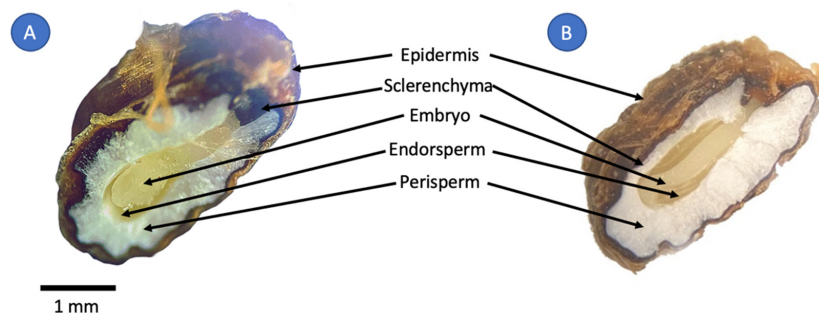 A
B
Epidermis
Sclerenchyma
Embryo
Endorsperm
Perisperm
1 mm